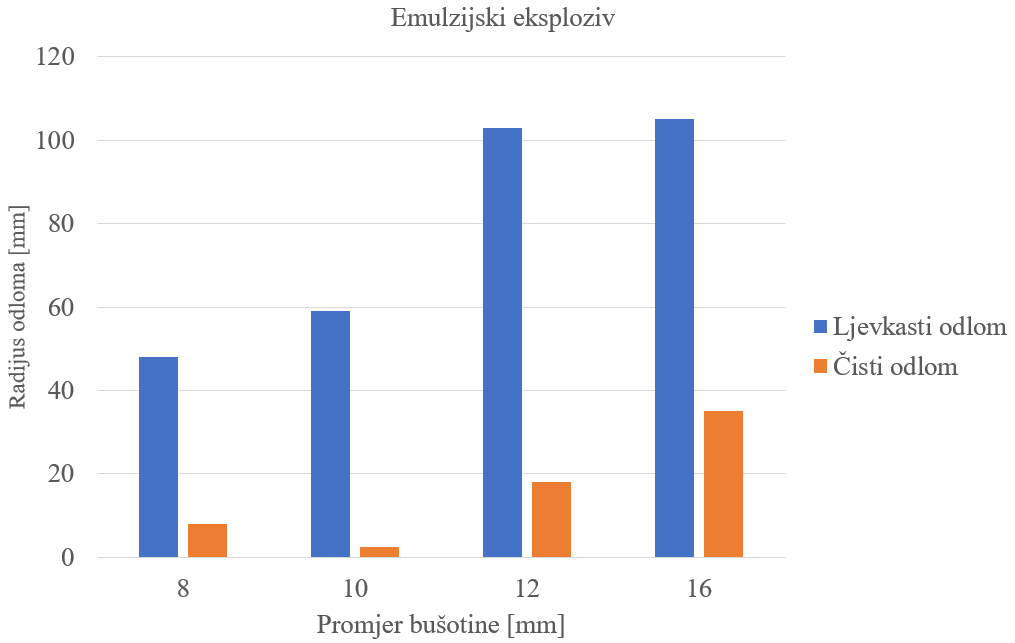 Emulzijski eksploziv
120
100
80
60
40
20
0
Radijus odloma [mm]
8 10 12 16
Promjer bušotine [mm]
Ljevkasti odlom
Čisti odlom